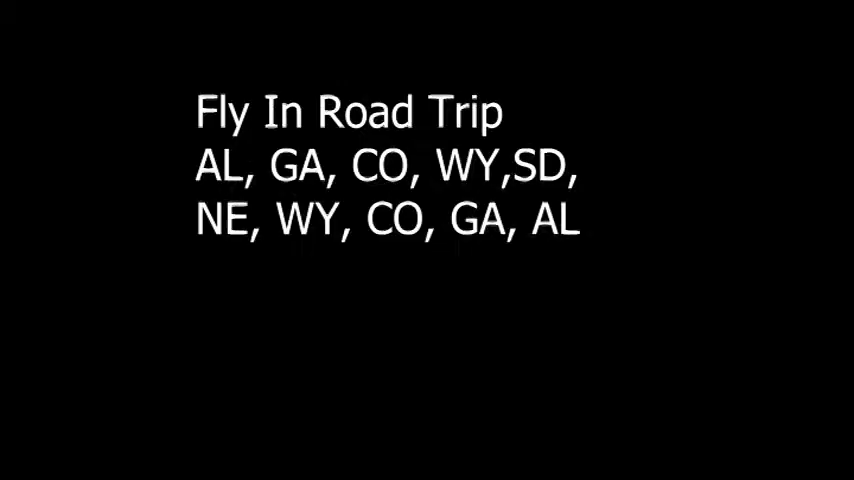 Fly In Road Trip
AL, GA, CO, WY,SD,
NE, WY, CO, GA, AL